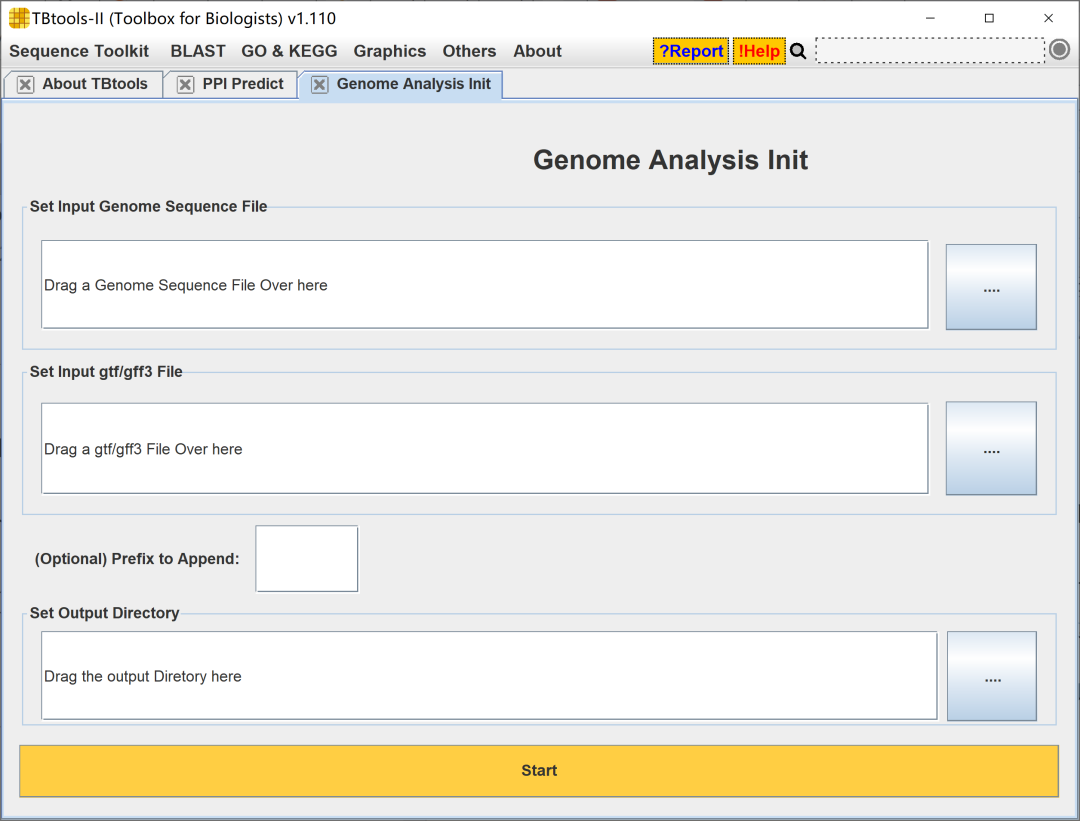 TBtools-II (Toolbox for Biologists) v1.110
Sequence Toolkit BLAST GO & KEGG Graphics Others About ?Report !Help
About TBtools PPI Predict Genome Analysis Init
Genome Analysis Init
Set Input Genome Sequence File
Drag a Genome Sequence File Over here
....
Set Input gtf/gff3 File
Drag a gtf/gff3 File Over here
....
(Optional) Prefix to Append:
Set Output Directory
Drag the output Diretory here
....
Start